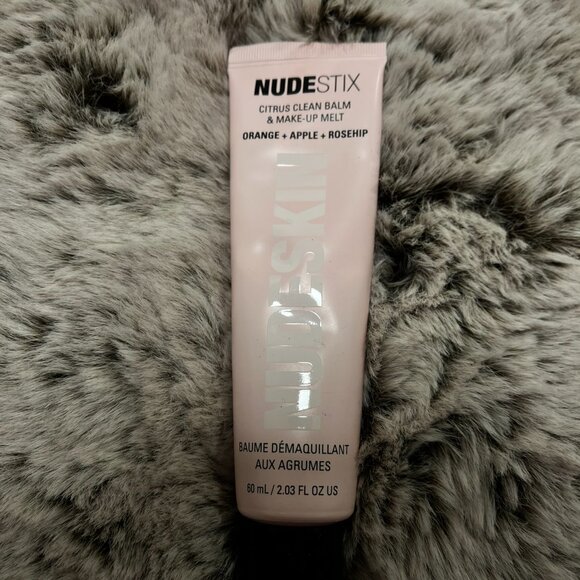 NUDESTIX
CITRUS CLEAN BALM
& MAKE-UP MELT
ORANGE + APPLE + ROSEHIP
NUDESKIN
BAUME DÉMAQUILLANT
AUX AGRUMES
60 mL / 2.03 FL OZ US